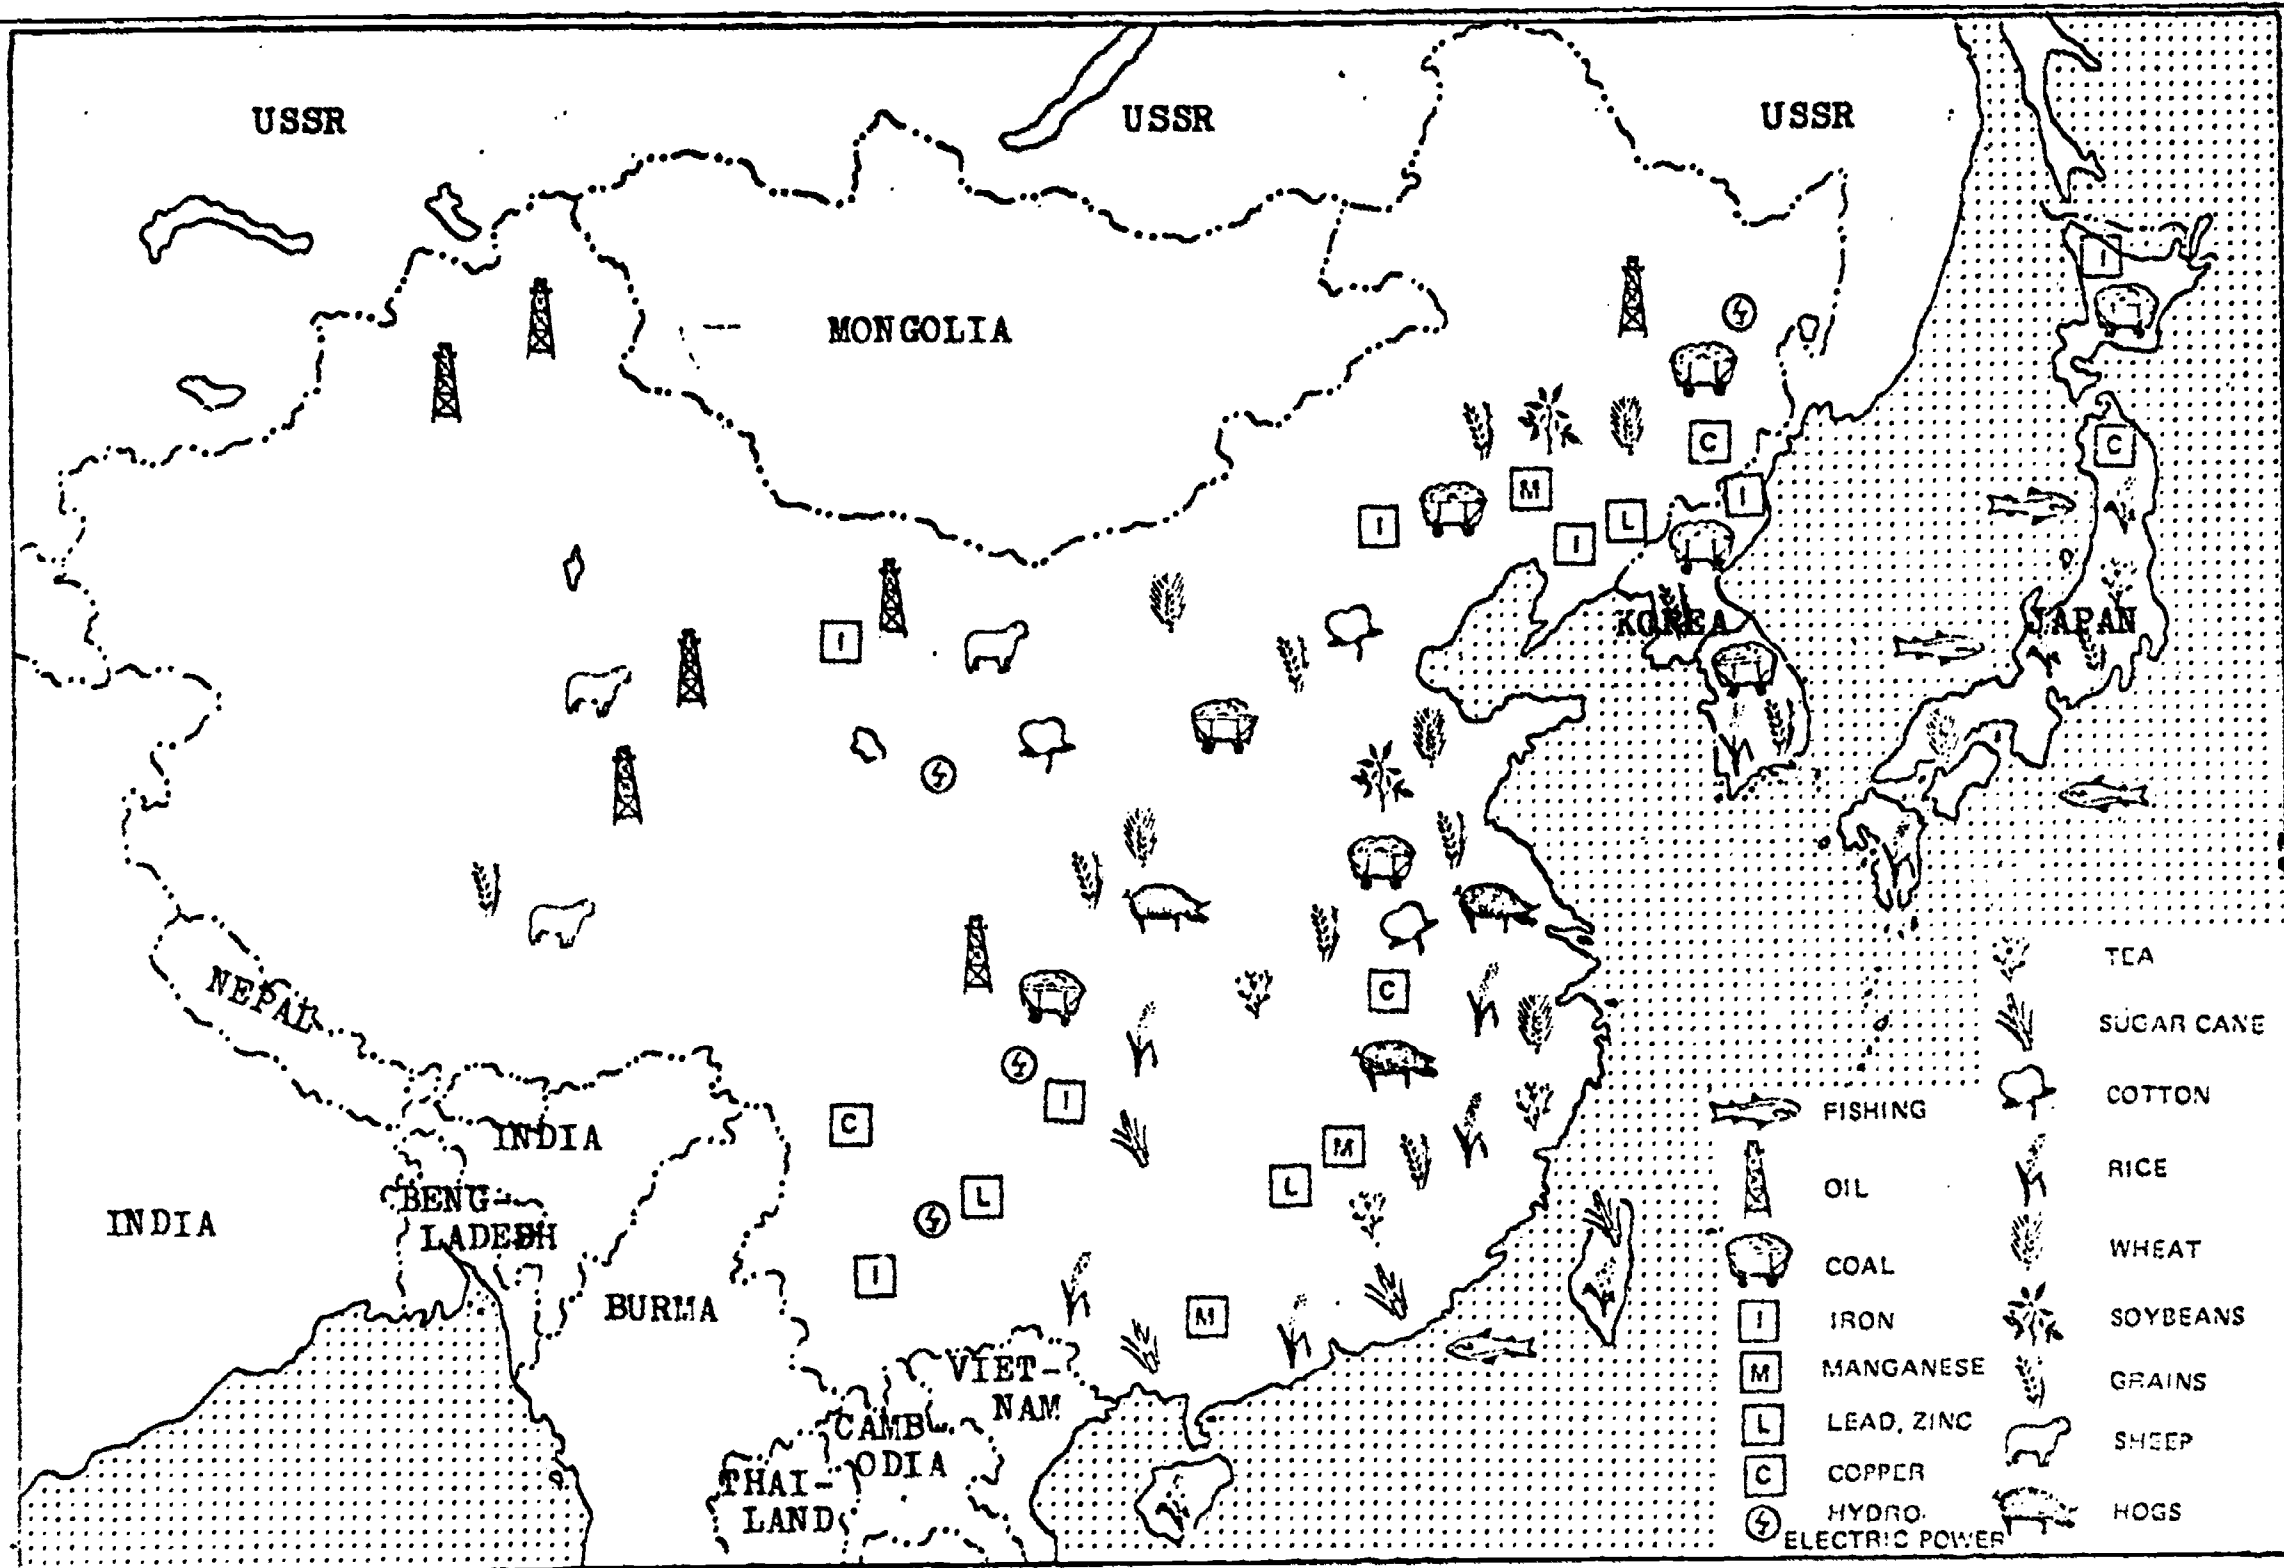 USSR
USSR
USSR
MONGOLIA
I
C
C
M
I
L
I
I
KOREA
JAPAN
I
C
NEPAL
I
C
INDIA
M
L
L
BENG-
LADESH
INDIA
I
BURMA
M
VIET-
NAM
CAMB
ODIA
THAI-
LAND
FISHING
OIL
COAL
I IRON
M MANGANESE
L LEAD, ZINC
C COPPER
HYDRO-
ELECTRIC POWER
TEA
SUGAR CANE
COTTON
RICE
WHEAT
SOYBEANS
GRAINS
SHEEP
HOGS